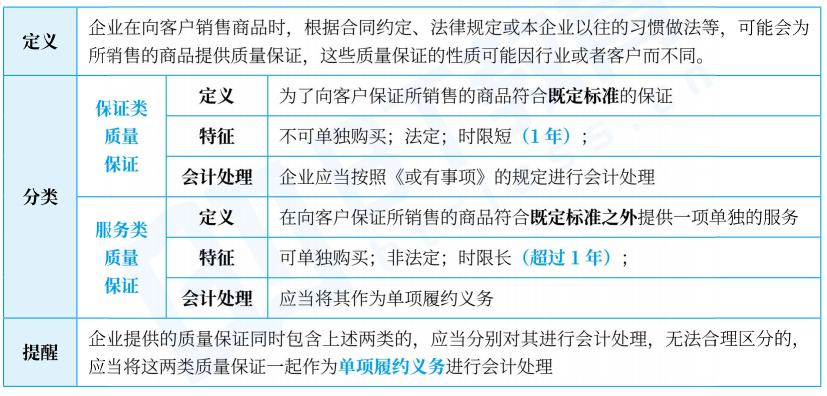 定义
企业在向客户销售商品时，根据合同约定、法律规定或本企业以往的习惯做法等，可能会为
所销售的商品提供质量保证，这些质量保证的性质可能因行业或者客户而不同。
分类
保证类
质量
保证
定义
为了向客户保证所销售的商品符合既定标准的保证
特征
不可单独购买；法定；时限短（1 年）；
会计处理
企业应当按照《或有事项》的规定进行会计处理
服务类
质量
保证
定义
在向客户保证所销售的商品符合既定标准之外提供一项单独的服务
特征
可单独购买；非法定；时限长（超过 1 年）；
会计处理
应当将其作为单项履约义务
提醒
企业提供的质量保证同时包含上述两类的，应当分别对其进行会计处理，无法合理区分的，
应当将这两类质量保证一起作为单项履约义务进行会计处理